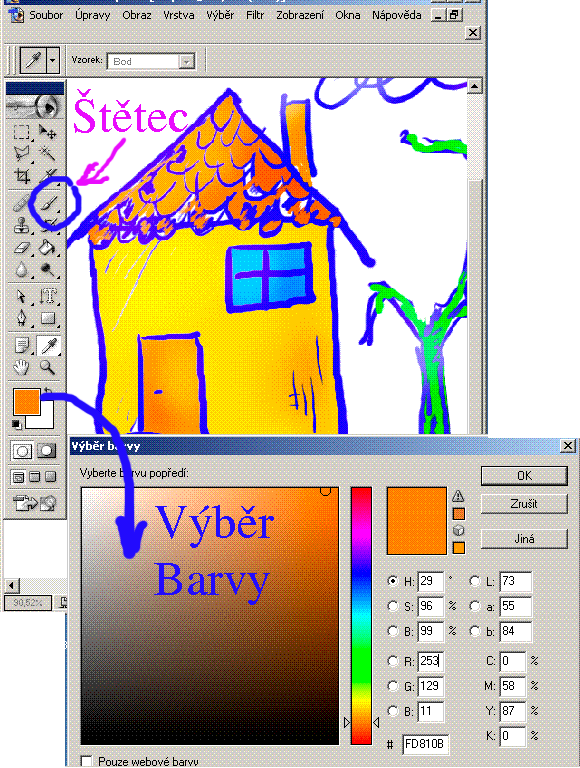 Soubor Úpravy Obraz Vrstva Výběr Filtr Zobrazení Okna Nápověda
Vzorek: Bod
Štětec
90,52%
Výběr barvy
Vyberte barvu popředí:
OK
Zrušit
Jiná
Výběr
Barvy
H: 29 ° L: 73
S: 96 % a: 55
B: 99 % b: 84
R: 253 C: 0 %
G: 129 M: 58 %
B: 11 Y: 87 %
# FD810B K: 0 %
Pouze webové barvy